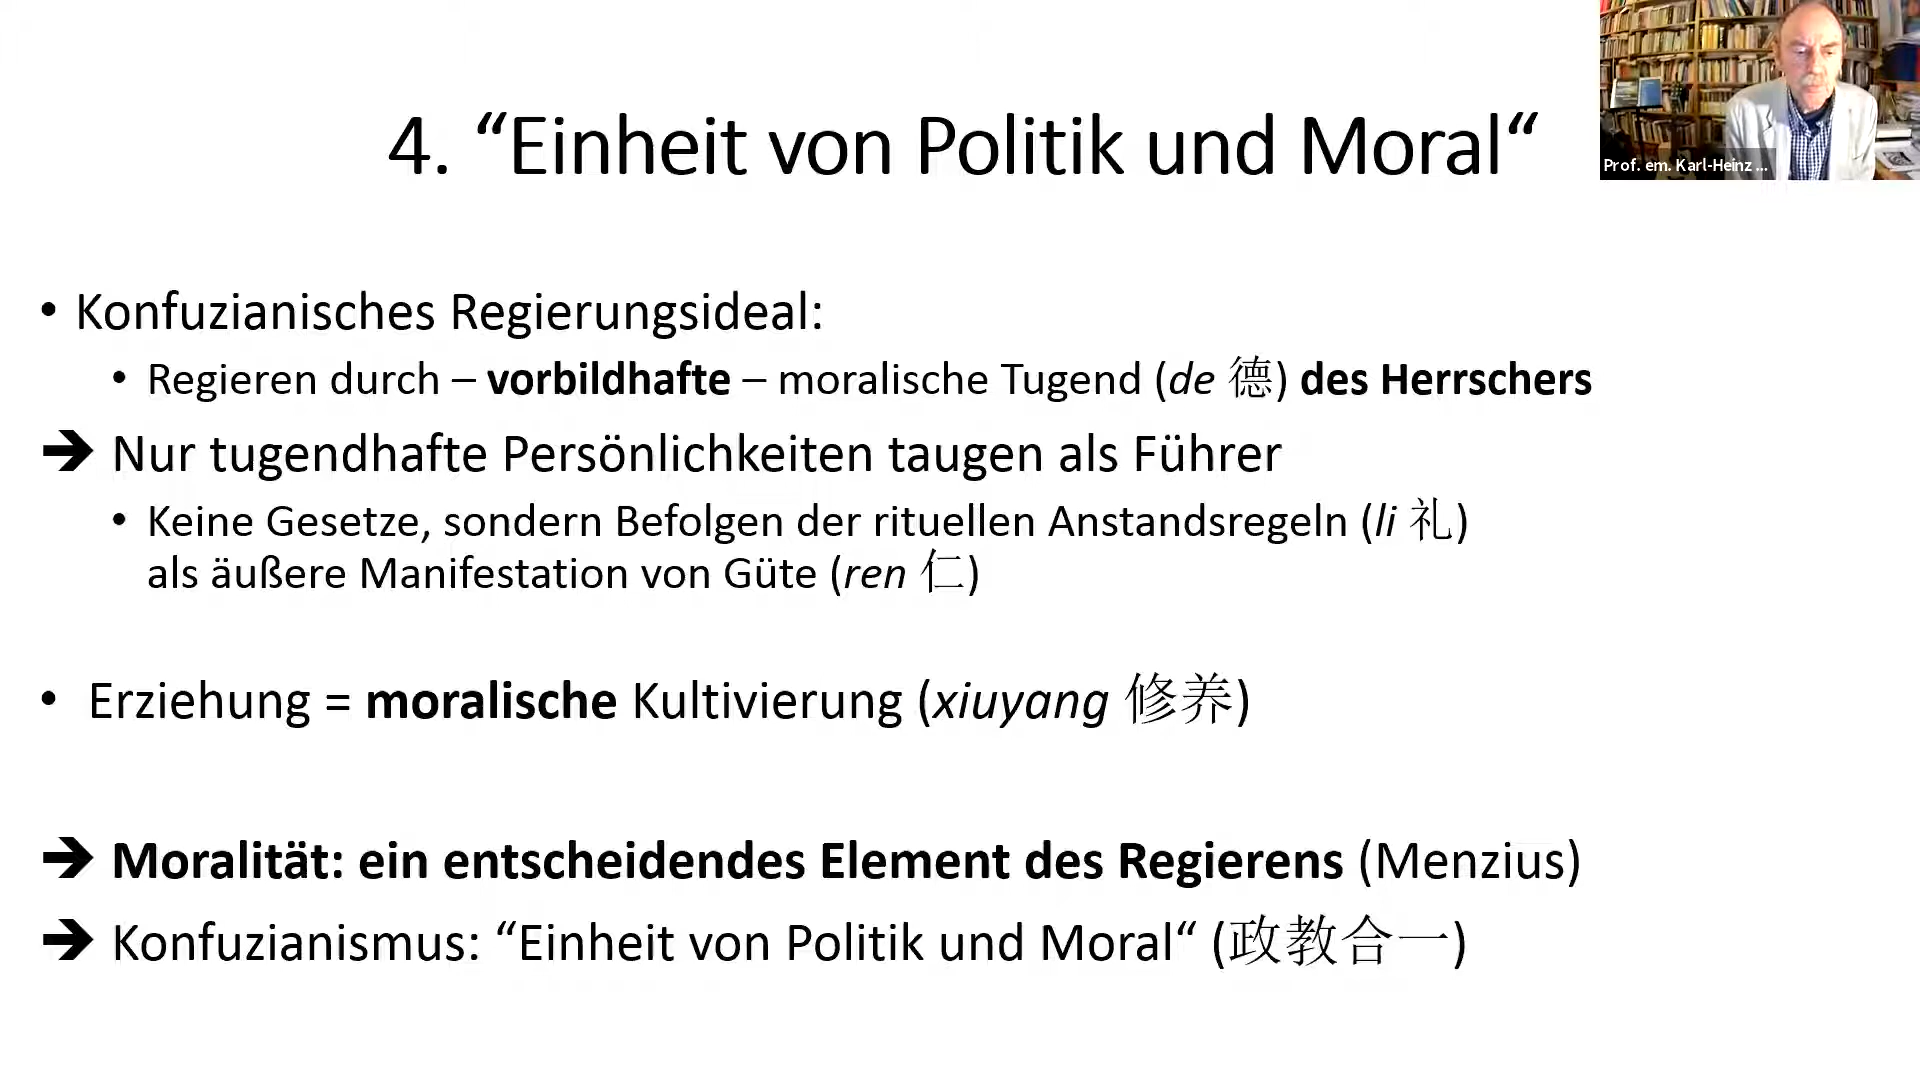 4. “Einheit von Politik und Moral“
Prof. em. Karl-Heinz ...
• Konfuzianisches Regierungsideal:
• Regieren durch – vorbildhafte – moralische Tugend (de 德) des Herrschers
➔ Nur tugendhafte Persönlichkeiten taugen als Führer
• Keine Gesetze, sondern Befolgen der rituellen Anstandsregeln (li 礼)
als äußere Manifestation von Güte (ren 仁)
• Erziehung = moralische Kultivierung (xiuyang 修养)
➔ Moralität: ein entscheidendes Element des Regierens (Menzius)
➔ Konfuzianismus: “Einheit von Politik und Moral“ (政教合一)